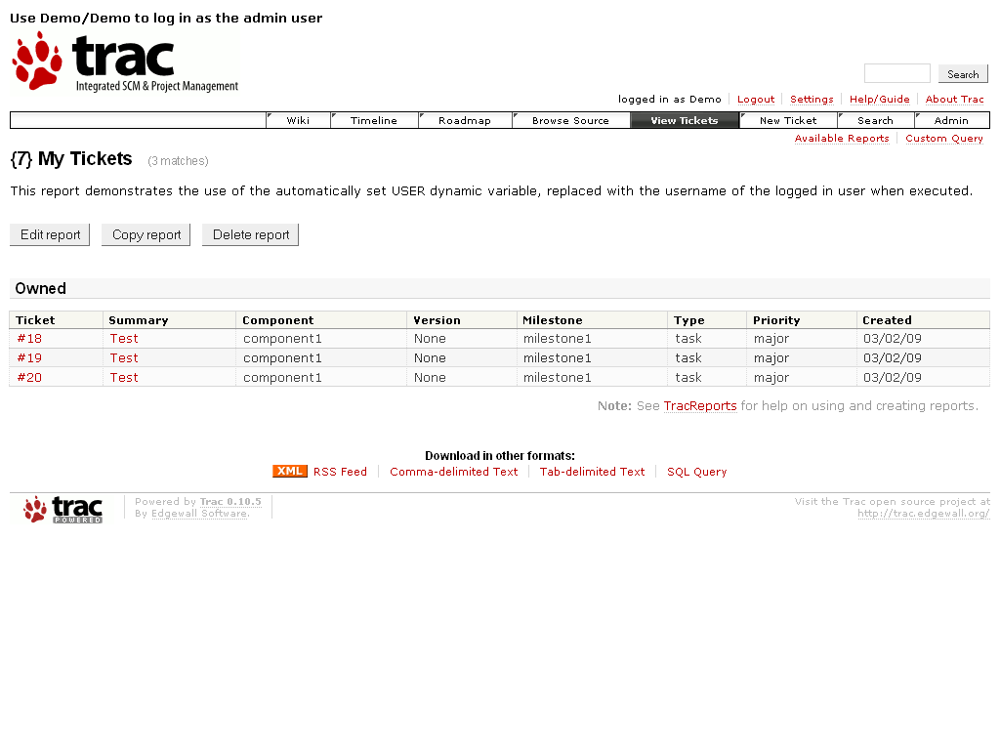 Use Demo/Demo to log in as the admin user
trac
Integrated SCM & Project Management
Search
logged in as Demo Logout Settings Help/Guide About Trac
Wiki Timeline Roadmap Browse Source View Tickets New Ticket Search Admin
Available Reports Custom Query
{7} My Tickets (3 matches)
This report demonstrates the use of the automatically set USER dynamic variable, replaced with the username of the logged in user when executed.
Edit report Copy report Delete report
Owned
Ticket Summary Component Version Milestone Type Priority Created
#18 Test component1 None milestone1 task major 03/02/09
#19 Test component1 None milestone1 task major 03/02/09
#20 Test component1 None milestone1 task major 03/02/09
Note: See TracReports for help on using and creating reports.
Download in other formats:
XML RSS Feed Comma-delimited Text Tab-delimited Text SQL Query
trac POWERED
Powered by Trac 0.10.5
By Edgewall Software.
Visit the Trac open source project at
http://trac.edgewall.org/